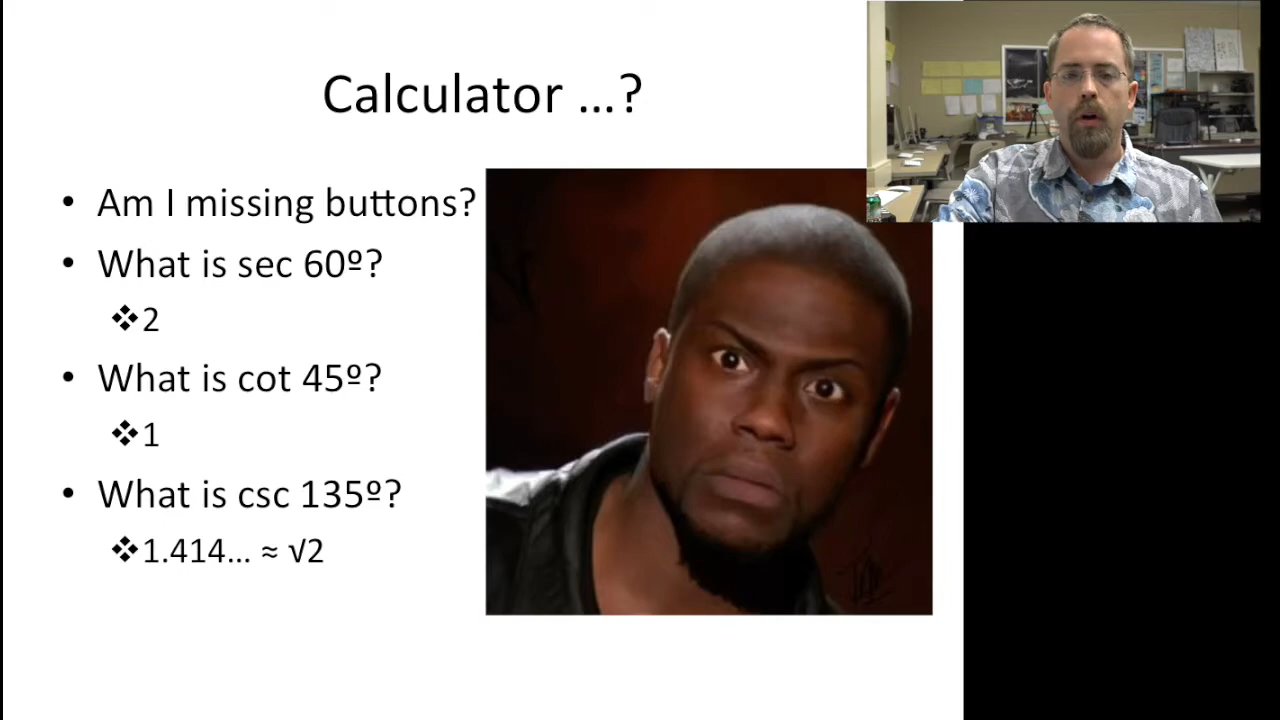 Calculator ...?
• Am I missing buttons?
• What is sec 60º?
❖2
• What is cot 45º?
❖1
• What is csc 135º?
❖1.414... ≈ √2